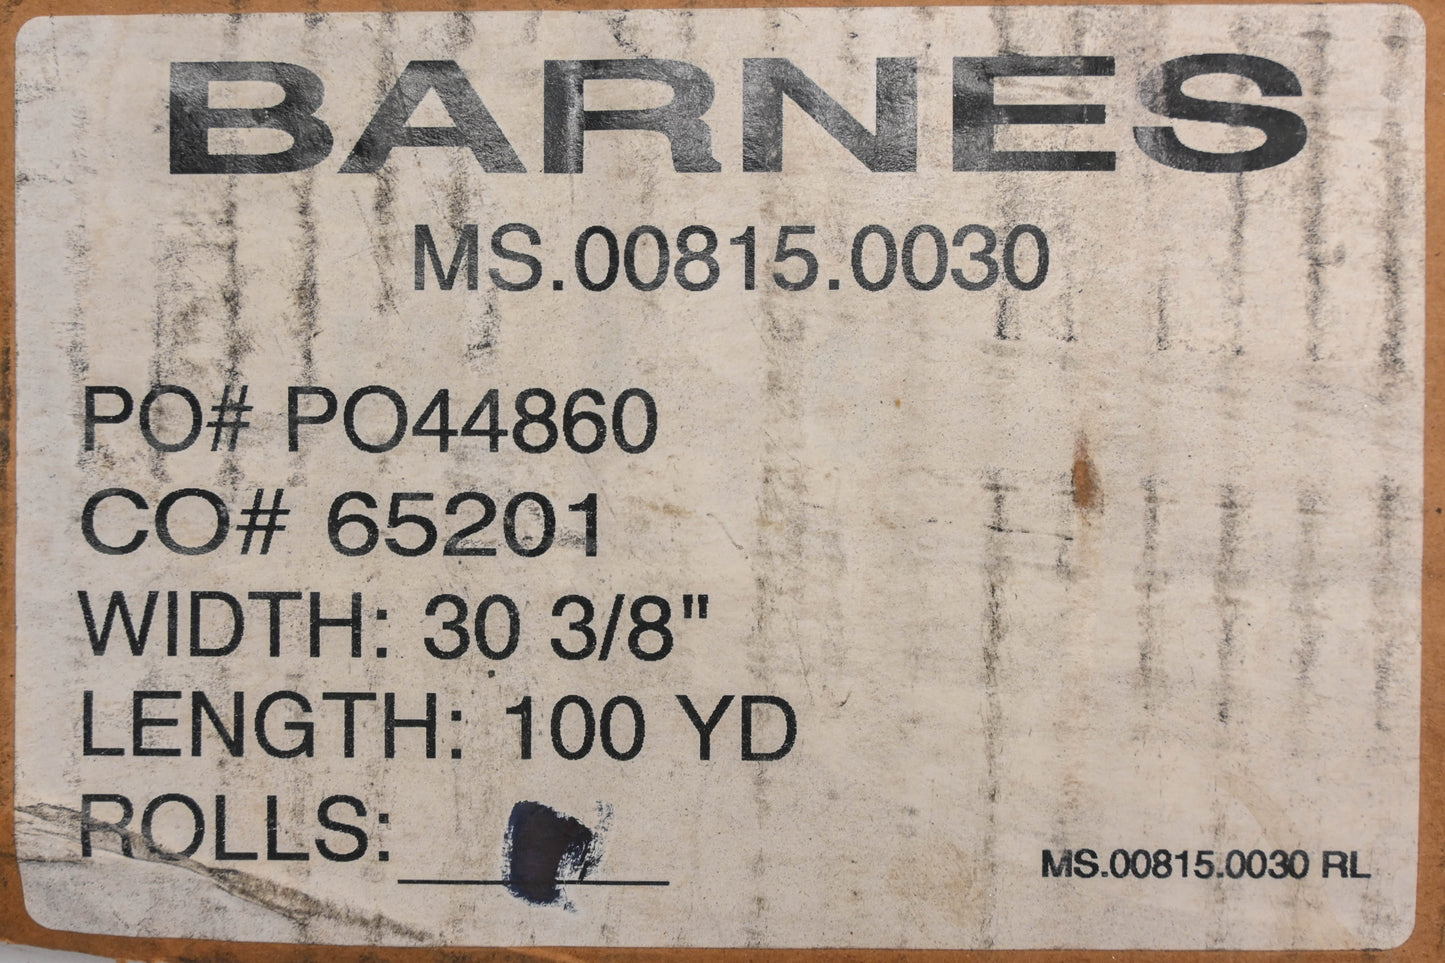 BARNES
MS.00815.0030
PO# PO44860
CO# 65201
WIDTH: 30 3/8"
LENGTH: 100 YD
ROLLS:
MS.00815.0030 RL